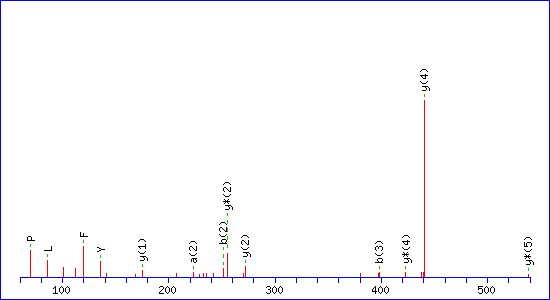 P
L
F
Y
y(1)
a(2)
b(2)
y*(2)
y(2)
b(3)
y*(4)
y(4)
y*(5)
100 200 300 400 500